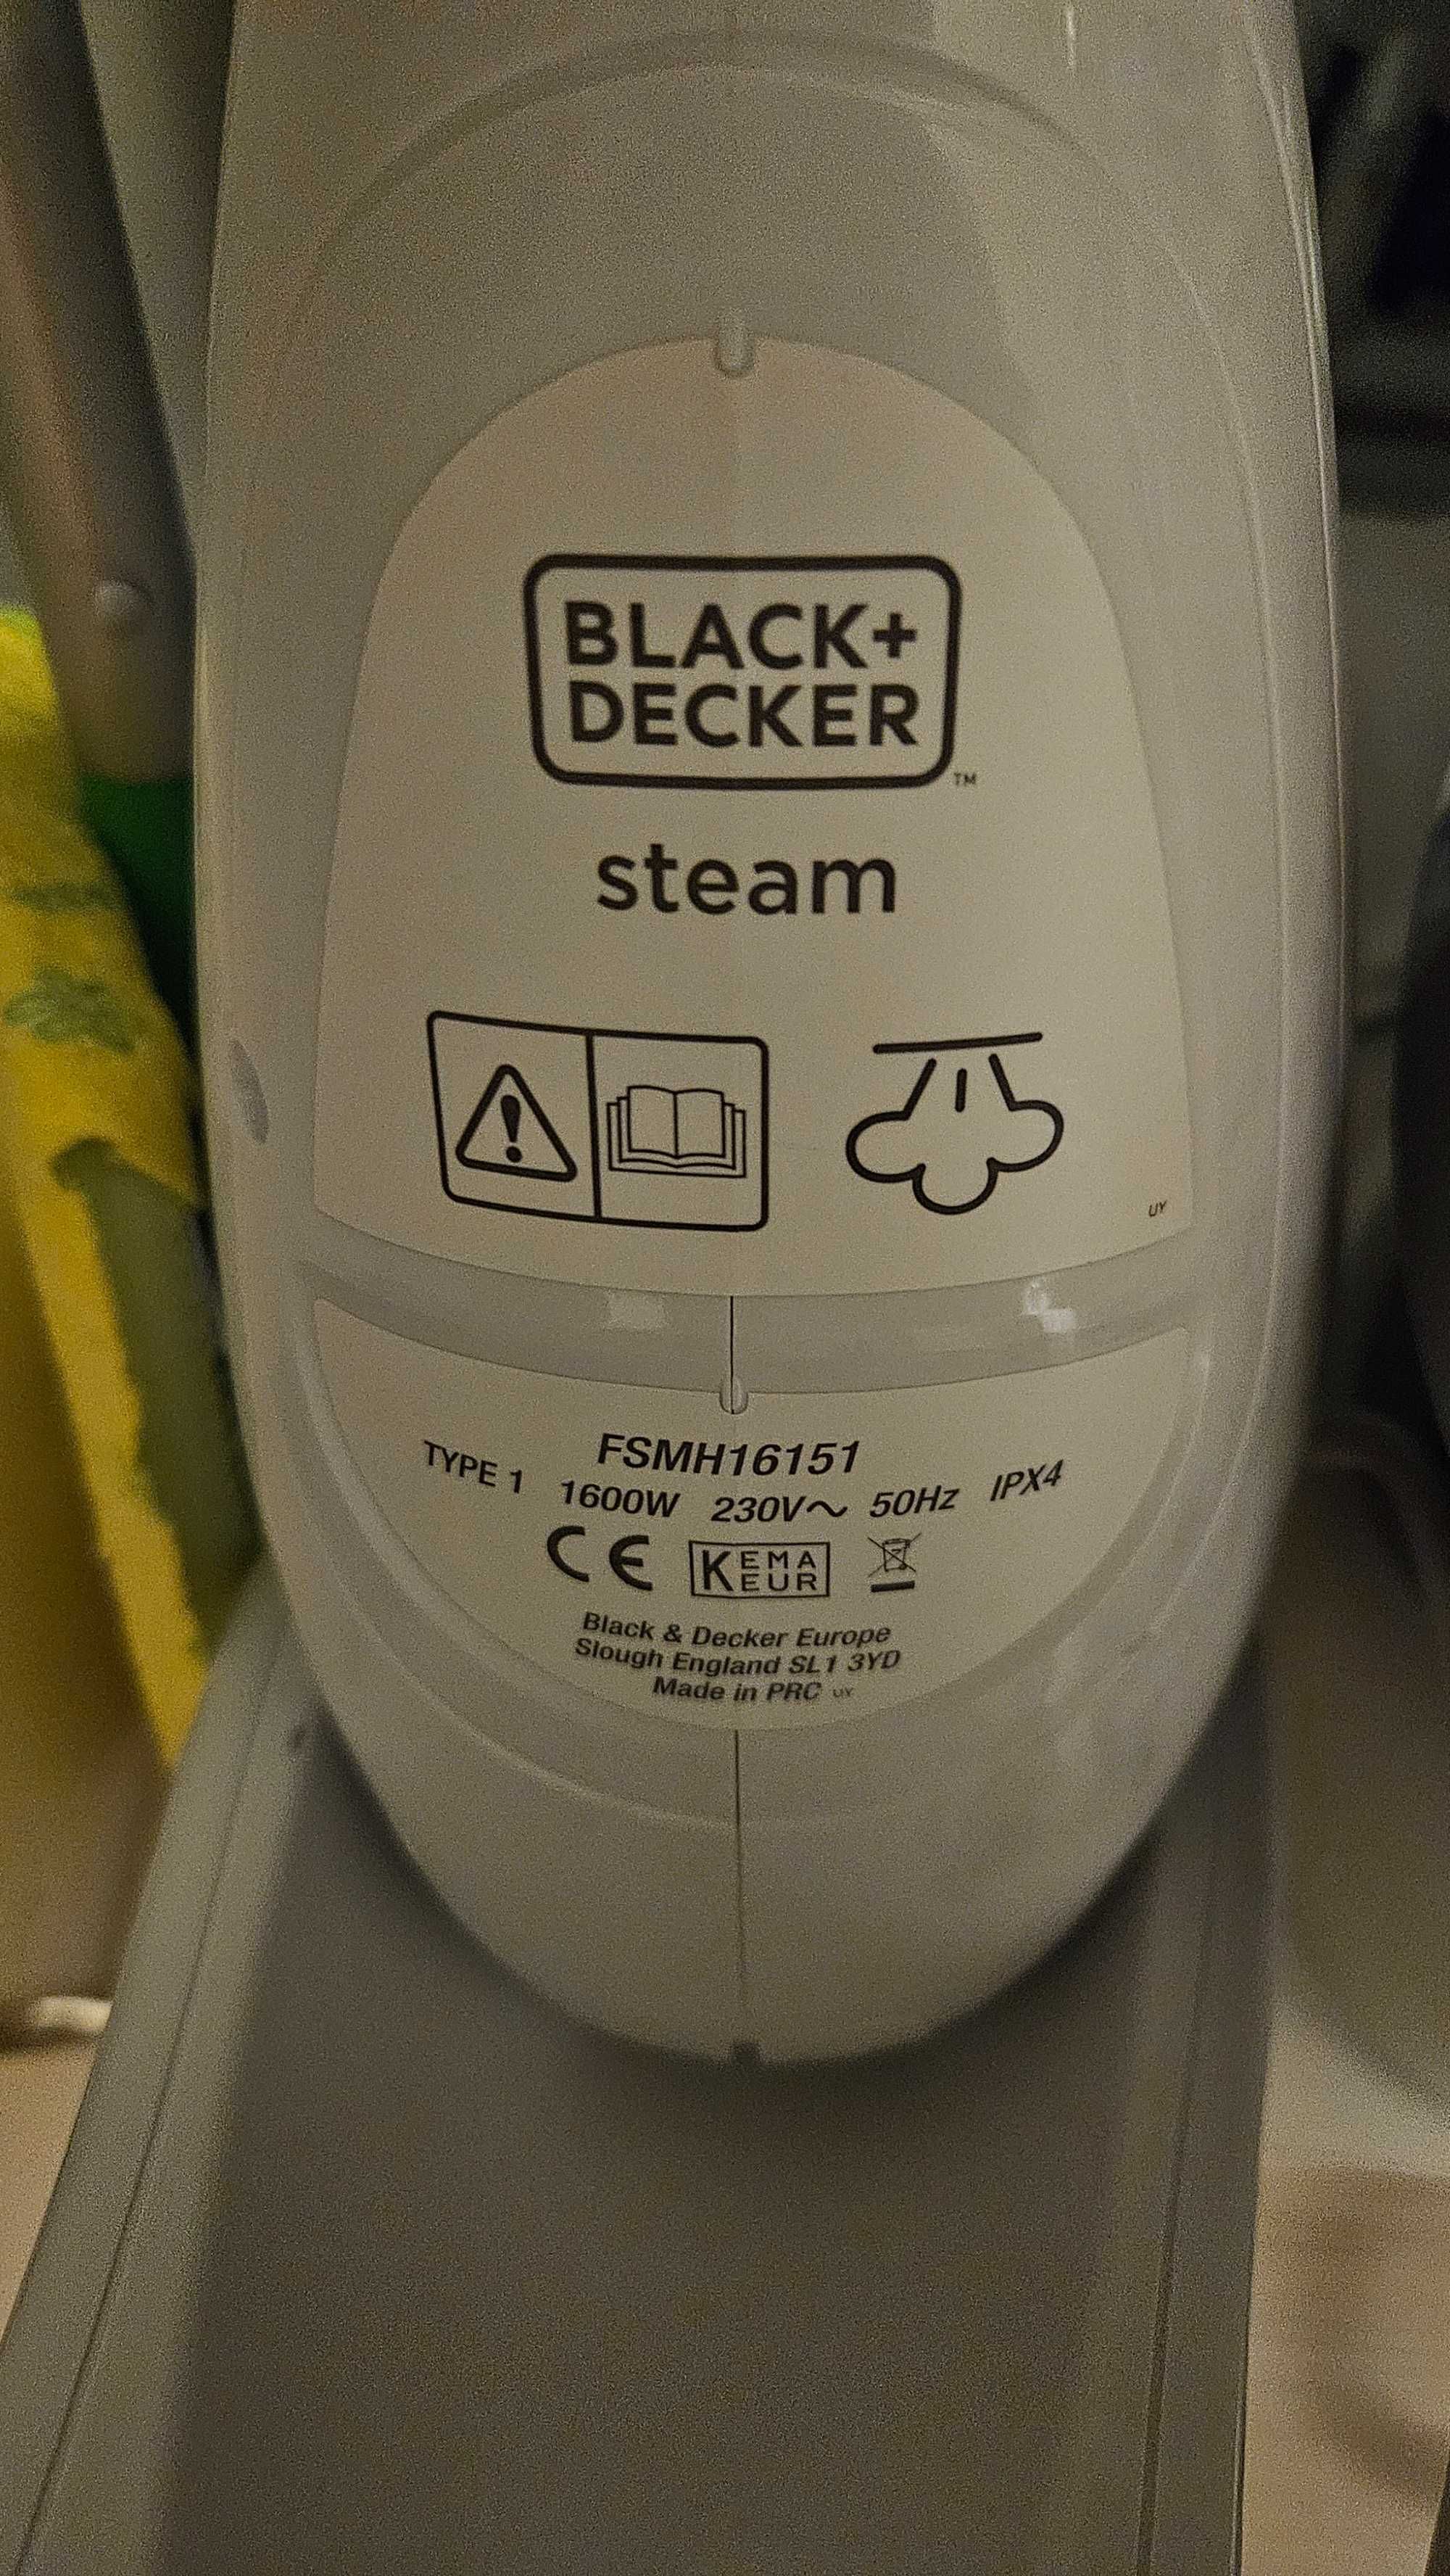 BLACK+
DECKER
TM
steam
UY
FSMH16151
TYPE 1 1600W 230V~ 50Hz IPX4
CE KEMA EUR
Black & Decker Europe
Slough England SL1 3YD
Made in PRC UY